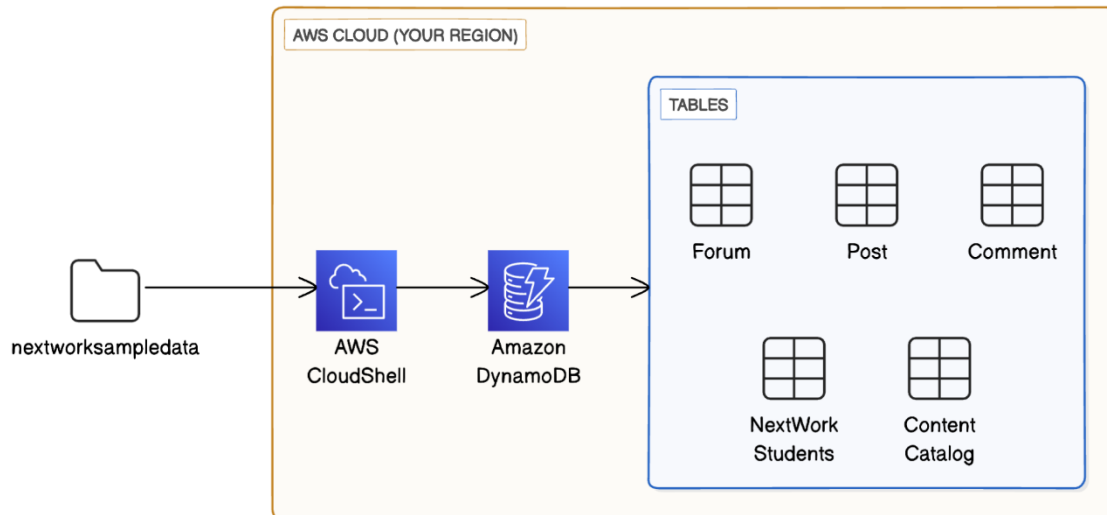 AWS CLOUD (YOUR REGION)
TABLES
Forum
Post
Comment
nextworksampledata
AWS
CloudShell
Amazon
DynamoDB
NextWork
Students
Content
Catalog